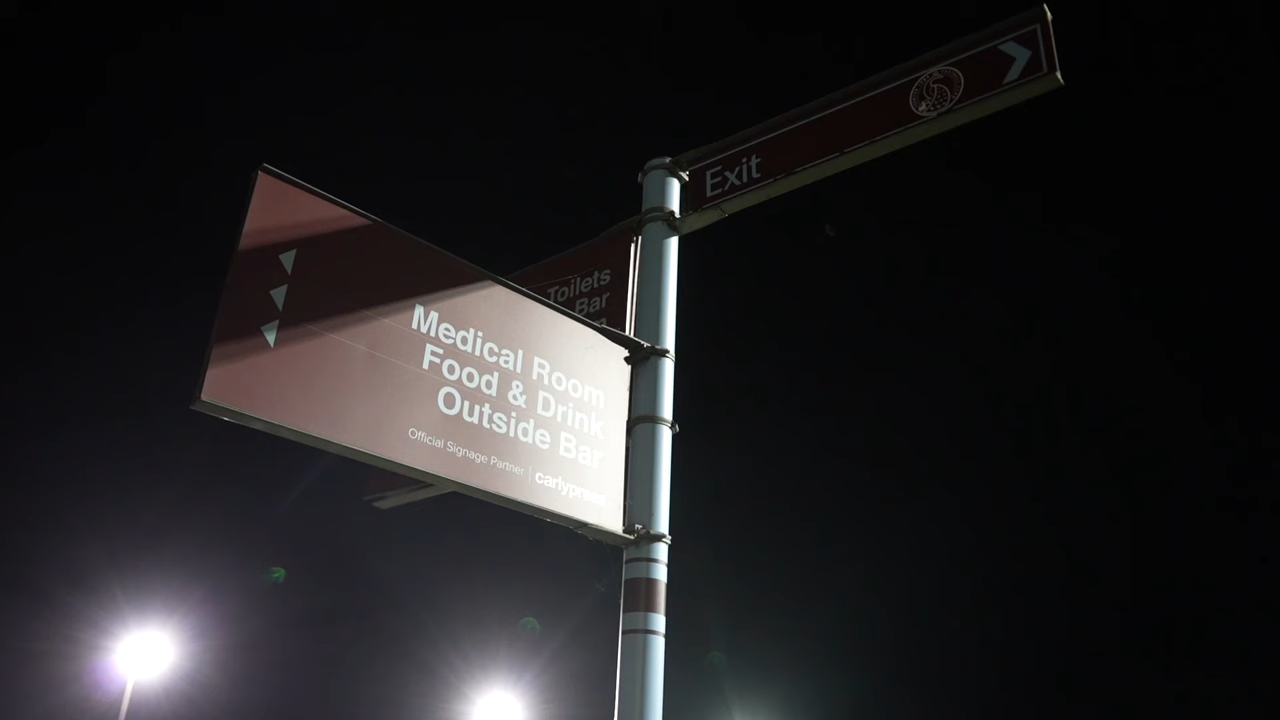 Exit
Toilets
Bar
Medical Room
Food & Drink
Outside Bar
Official Signage Partner | carlypress